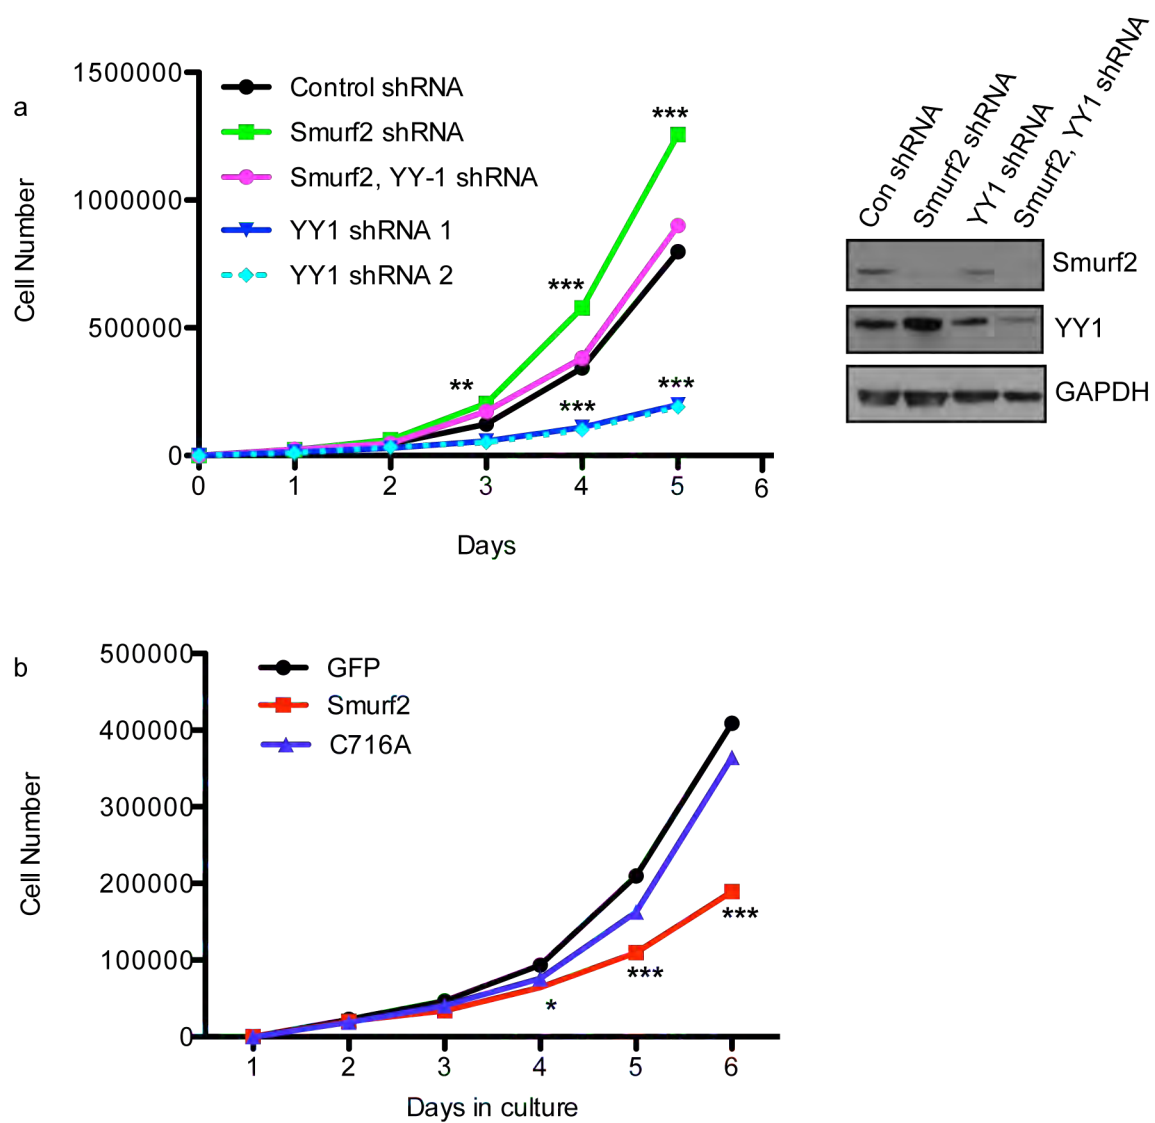 a
Cell Number
1500000
1000000
500000
0
Control shRNA
Smurf2 shRNA
Smurf2, YY-1 shRNA
YY1 shRNA 1
YY1 shRNA 2
***
***
**
***
***
0 1 2 3 4 5 6
Days
Con shRNA
Smurf2 shRNA
YY1 shRNA
Smurf2, YY1 shRNA
Smurf2
YY1
GAPDH
b
Cell Number
500000
400000
300000
200000
100000
0
GFP
Smurf2
C716A
***
***
*
1 2 3 4 5 6
Days in culture